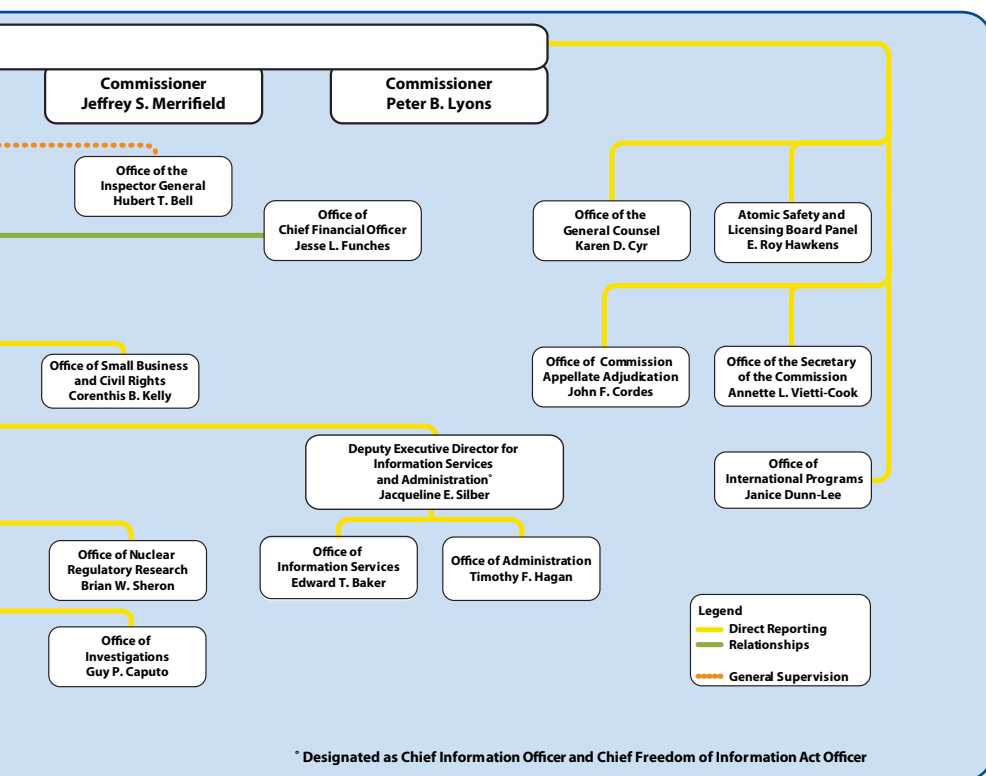 Commissioner
Jeffrey S. Merrifield
Commissioner
Peter B. Lyons
Office of the
Inspector General
Hubert T. Bell
Office of
Chief Financial Officer
Jesse L. Funches
Office of the
General Counsel
Karen D. Cyr
Atomic Safety and
Licensing Board Panel
E. Roy Hawkens
Office of Small Business
and Civil Rights
Corenthis B. Kelly
Office of Commission
Appellate Adjudication
John F. Cordes
Office of the Secretary
of the Commission
Annette L. Vietti-Cook
Deputy Executive Director for
Information Services
and Administration*
Jacqueline E. Silber
Office of
International Programs
Janice Dunn-Lee
Office of Nuclear
Regulatory Research
Brian W. Sheron
Office of
Information Services
Edward T. Baker
Office of Administration
Timothy F. Hagan
Office of
Investigations
Guy P. Caputo
Legend
Direct Reporting
Relationships
General Supervision
* Designated as Chief Information Officer and Chief Freedom of Information Act Officer